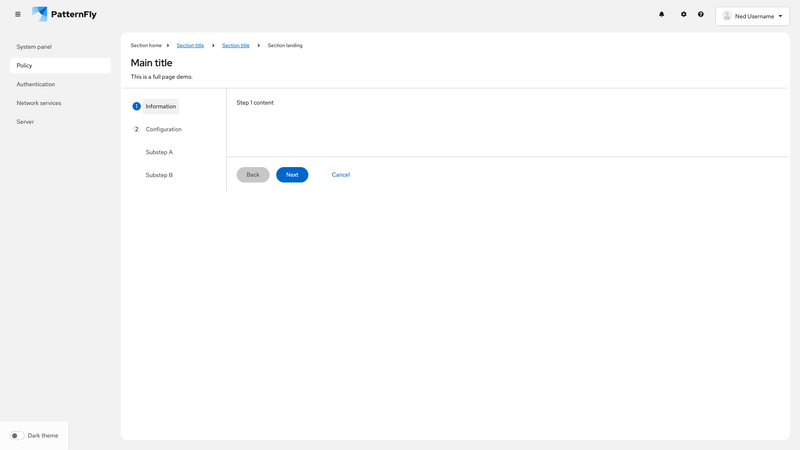 PatternFly
Ned Username
System panel
Policy
Authentication
Network services
Server
Section home
Section title
Section title
Section landing
Main title
This is a full page demo.
1 Information
2 Configuration
Substep A
Substep B
Step 1 content
Back
Next
Cancel
Dark theme